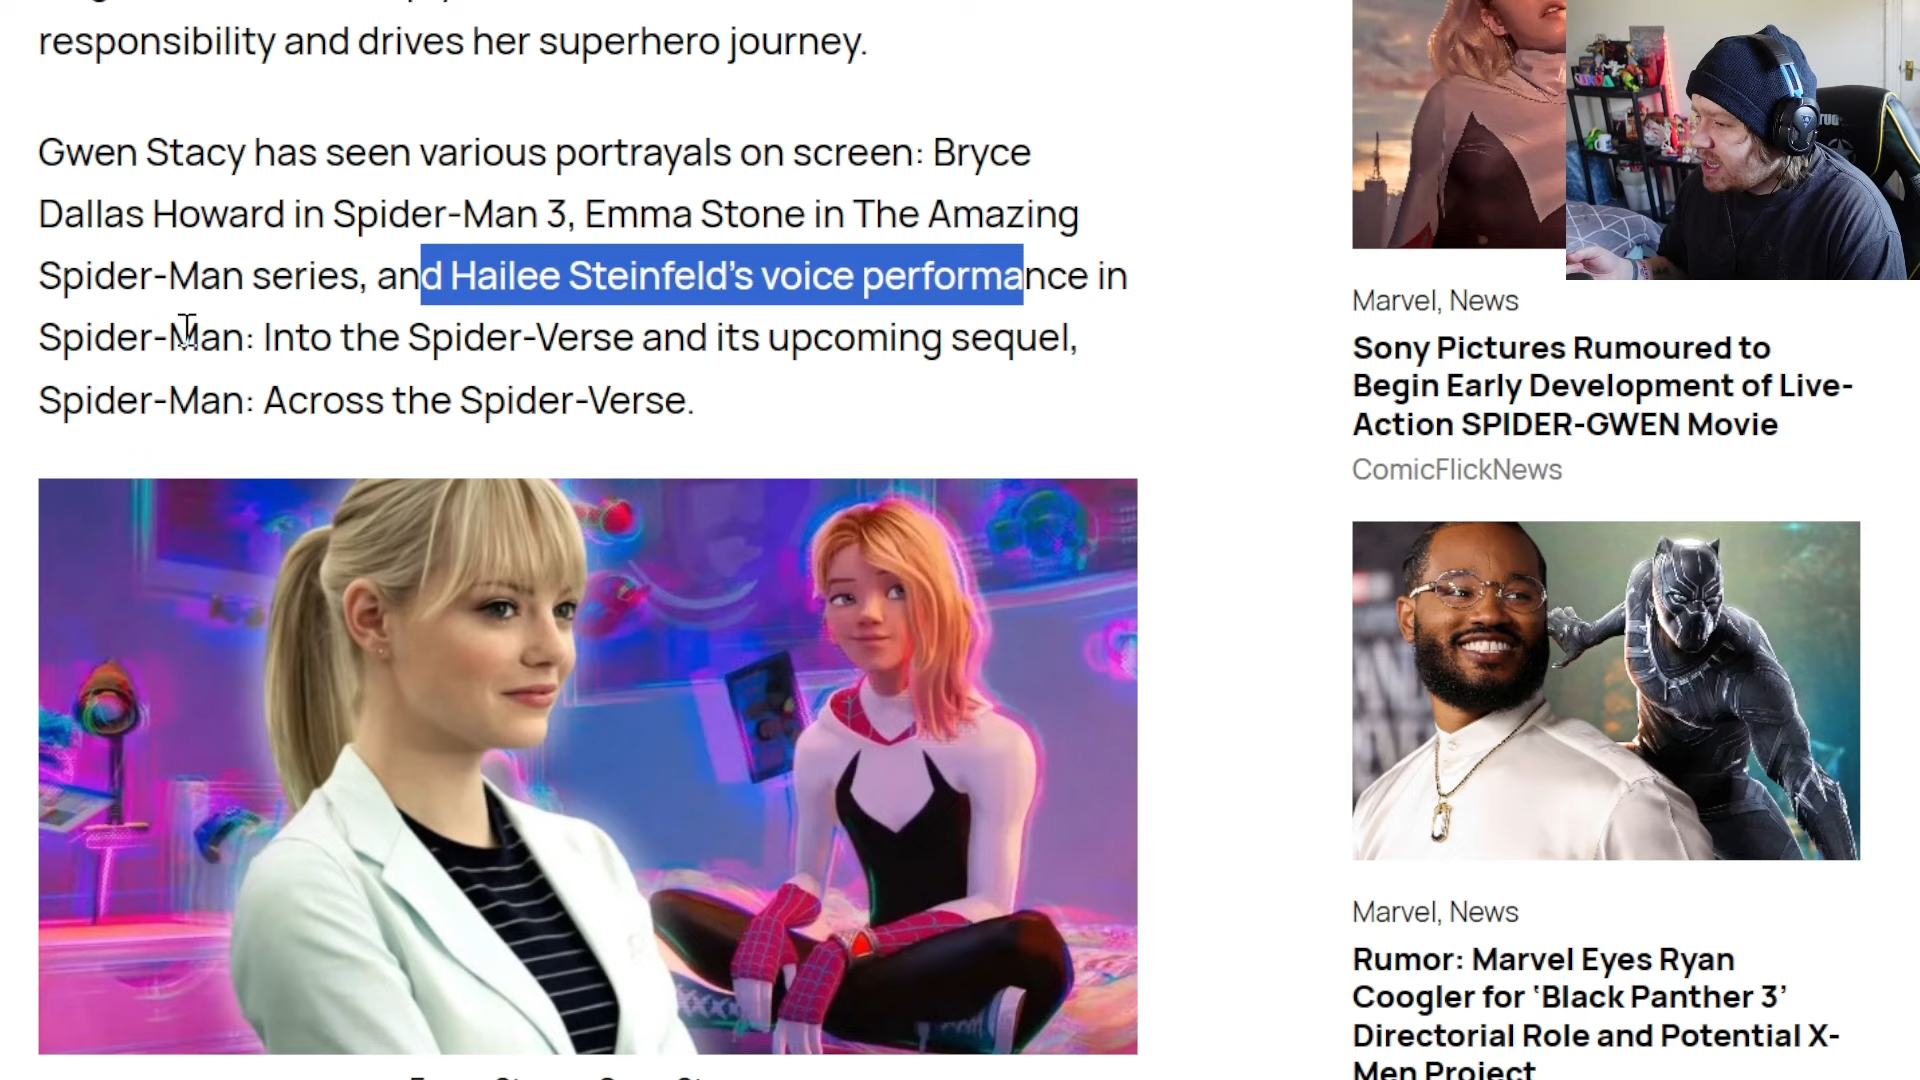 responsibility and drives her superhero journey.
Gwen Stacy has seen various portrayals on screen: Bryce
Dallas Howard in Spider-Man 3, Emma Stone in The Amazing
Spider-Man series, and Hailee Steinfeld’s voice performance in
Spider-Man: Into the Spider-Verse and its upcoming sequel,
Spider-Man: Across the Spider-Verse.
Marvel, News
Sony Pictures Rumoured to
Begin Early Development of Live-
Action SPIDER-GWEN Movie
ComicFlickNews
Marvel, News
Rumor: Marvel Eyes Ryan
Coogler for ‘Black Panther 3’
Directorial Role and Potential X-
Men Project